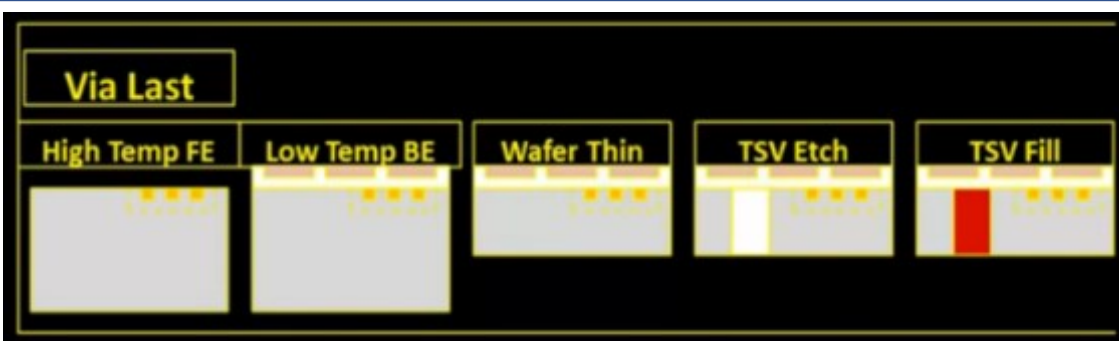 Via Last
High Temp FE
Low Temp BE
Wafer Thin
TSV Etch
TSV Fill